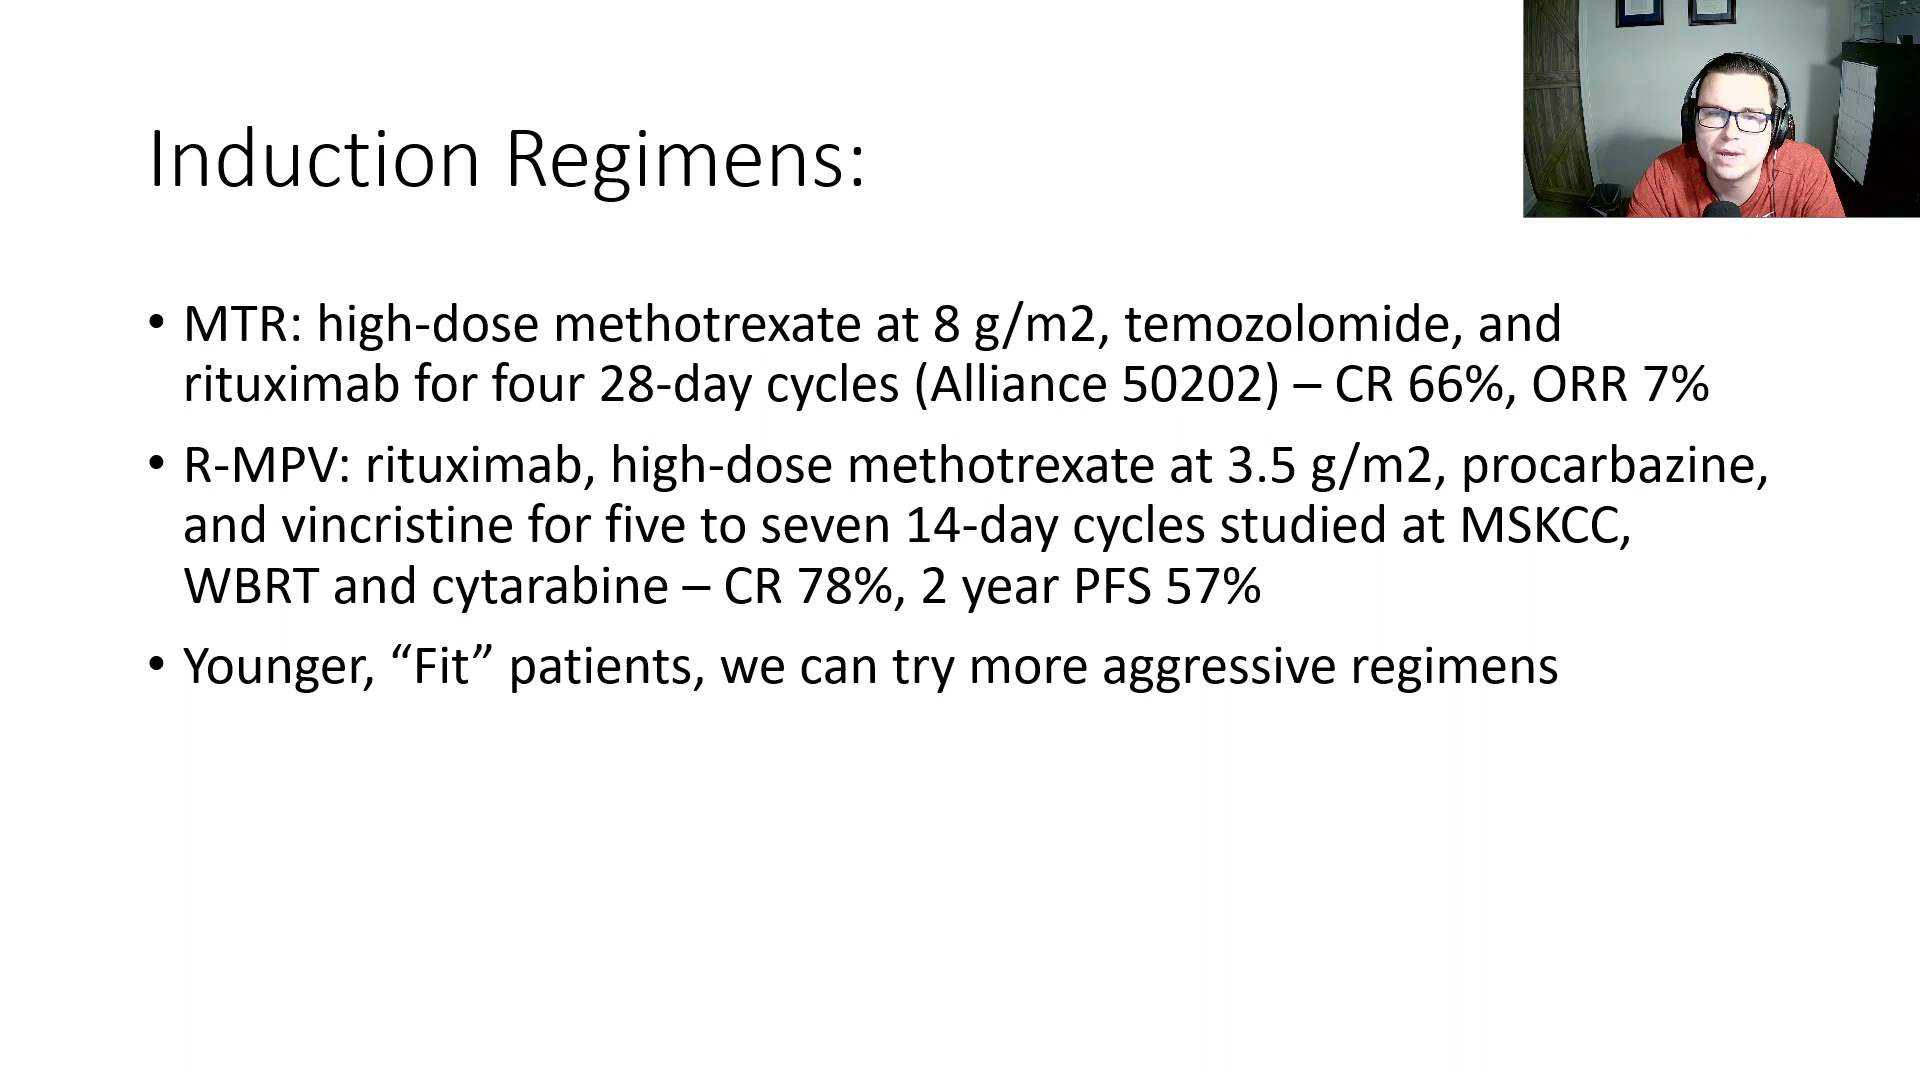 Induction Regimens:
• MTR: high-dose methotrexate at 8 g/m2, temozolomide, and
rituximab for four 28-day cycles (Alliance 50202) – CR 66%, ORR 7%
• R-MPV: rituximab, high-dose methotrexate at 3.5 g/m2, procarbazine,
and vincristine for five to seven 14-day cycles studied at MSKCC,
WBRT and cytarabine – CR 78%, 2 year PFS 57%
• Younger, “Fit” patients, we can try more aggressive regimens